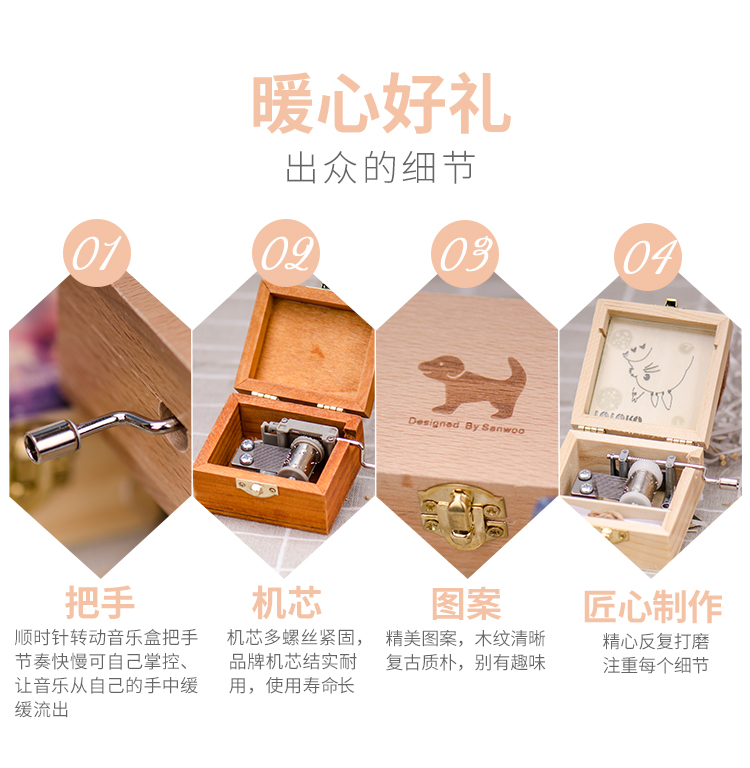 暖心好礼
出众的细节
01
02
03
04
Designed By Sanwoo
把手
顺时针转动音乐盒把手
节奏快慢可自己掌控、
让音乐从自己的手中缓
缓流出
机芯
机芯多螺丝紧固，
品牌机芯结实耐
用，使用寿命长
图案
精美图案，木纹清晰
复古质朴，别有趣味
匠心制作
精心反复打磨
注重每个细节